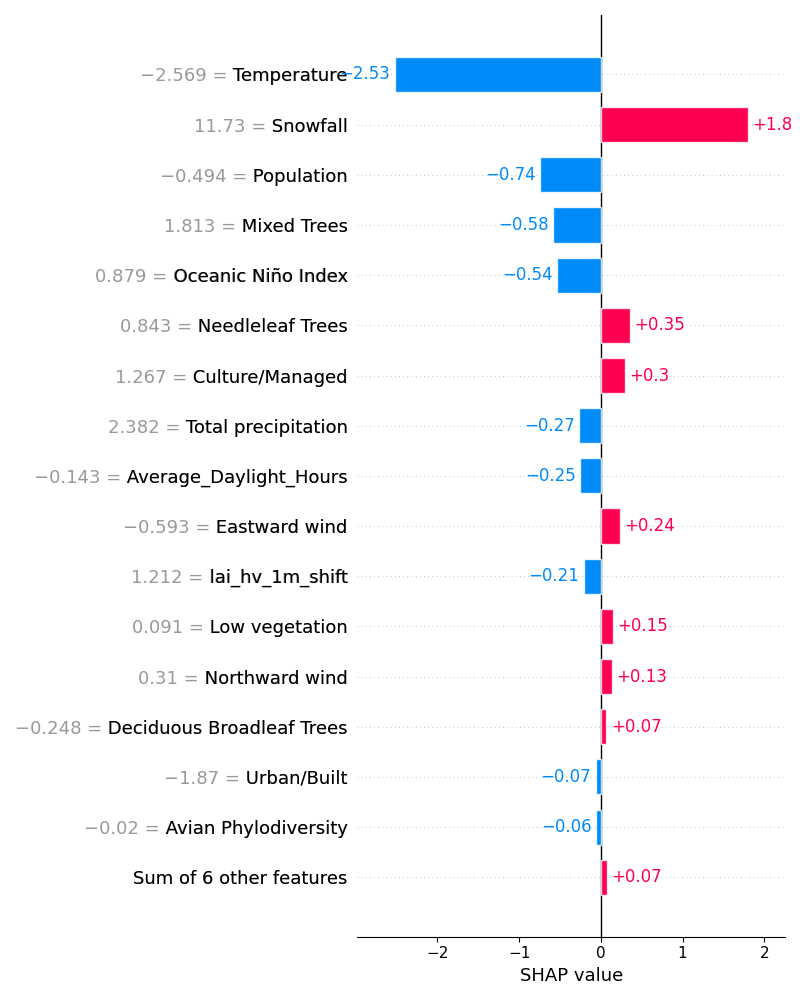 −2.569 = Temperature −2.53
11.73 = Snowfall +1.8
−0.494 = Population −0.74
1.813 = Mixed Trees −0.58
0.879 = Oceanic Niño Index −0.54
0.843 = Needleleaf Trees +0.35
1.267 = Culture/Managed +0.3
2.382 = Total precipitation −0.27
−0.143 = Average_Daylight_Hours −0.25
−0.593 = Eastward wind +0.24
1.212 = lai_hv_1m_shift −0.21
0.091 = Low vegetation +0.15
0.31 = Northward wind +0.13
−0.248 = Deciduous Broadleaf Trees +0.07
−1.87 = Urban/Built −0.07
−0.02 = Avian Phylodiversity −0.06
Sum of 6 other features +0.07
−2 −1 0 1 2
SHAP value